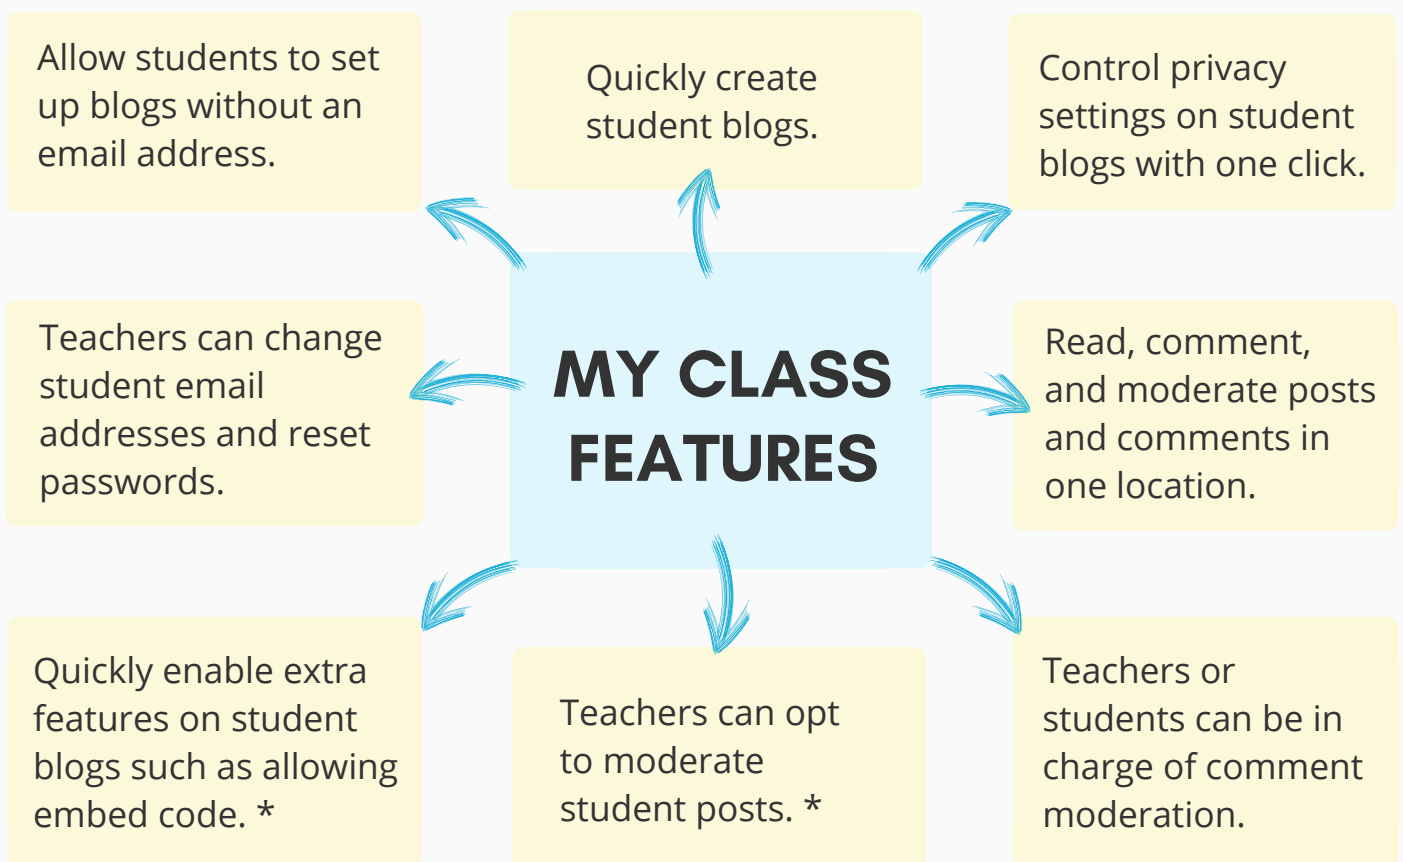 Allow students to set
up blogs without an
email address.
Quickly create
student blogs.
Control privacy
settings on student
blogs with one click.
Teachers can change
student email
addresses and reset
passwords.
MY CLASS
FEATURES
Read, comment,
and moderate posts
and comments in
one location.
Quickly enable extra
features on student
blogs such as allowing
embed code. *
Teachers can opt
to moderate
student posts. *
Teachers or
students can be in
charge of comment
moderation.